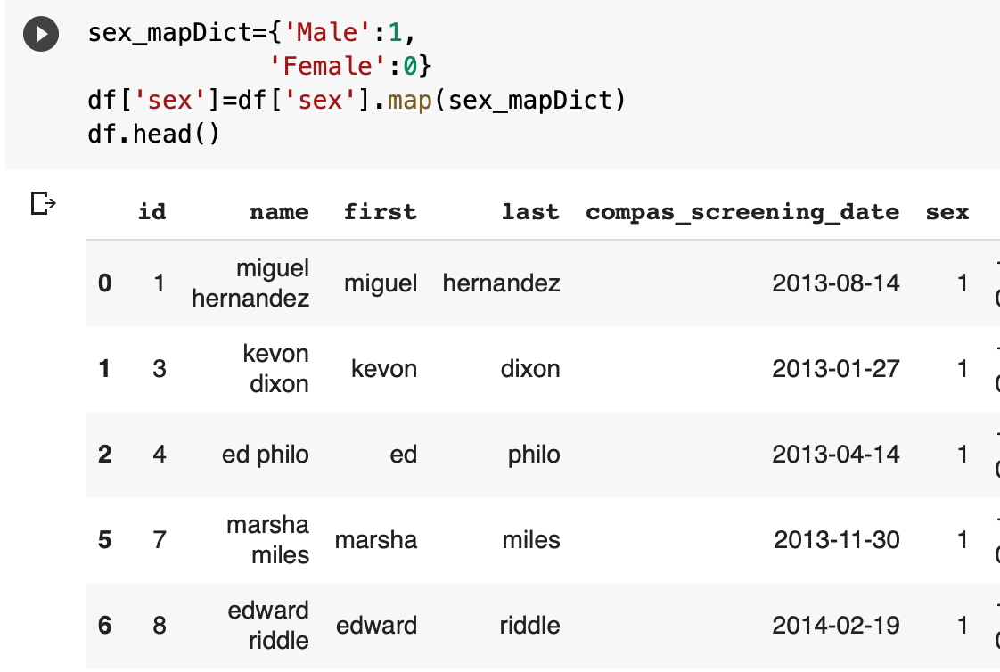 sex_mapDict={'Male':1,
'Female':0}
df['sex']=df['sex'].map(sex_mapDict)
df.head()
id name first last compas_screening_date sex
0 1 miguel hernandez miguel hernandez 2013-08-14 1
1 3 kevon dixon kevon dixon 2013-01-27 1
2 4 ed philo ed philo 2013-04-14 1
5 7 marsha miles marsha miles 2013-11-30 1
6 8 edward riddle edward riddle 2014-02-19 1